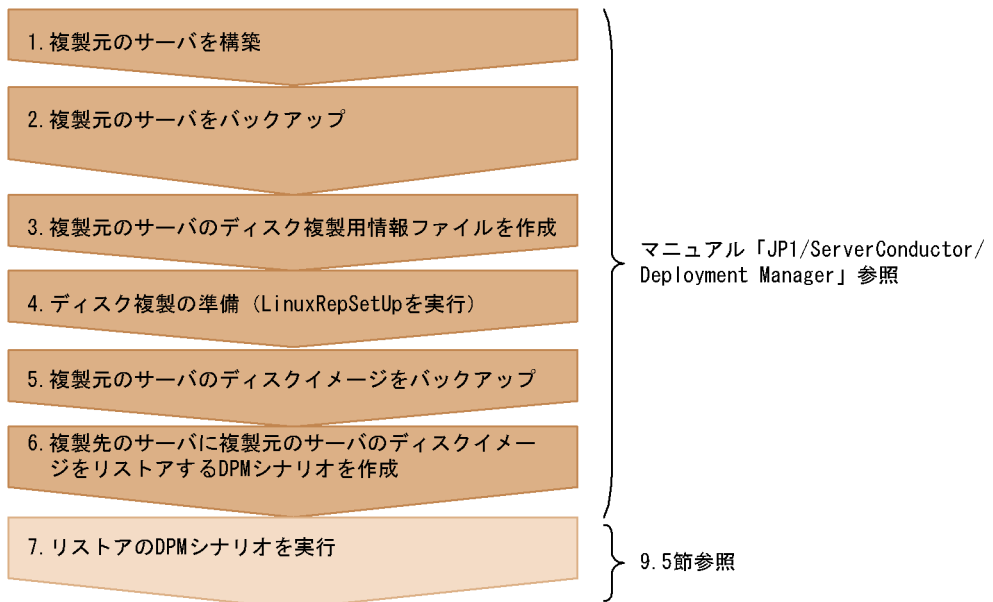 1. 複製元のサーバを構築
2. 複製元のサーバをバックアップ
3. 複製元のサーバのディスク複製用情報ファイルを作成
4. ディスク複製の準備（LinuxRepSetUpを実行）
5. 複製元のサーバのディスクイメージをバックアップ
6. 複製先のサーバに複製元のサーバのディスクイメー
ジをリストアするDPMシナリオを作成
マニュアル「JP1/ServerConductor/
Deployment Manager」参照
7. リストアのDPMシナリオを実行
9.5節参照